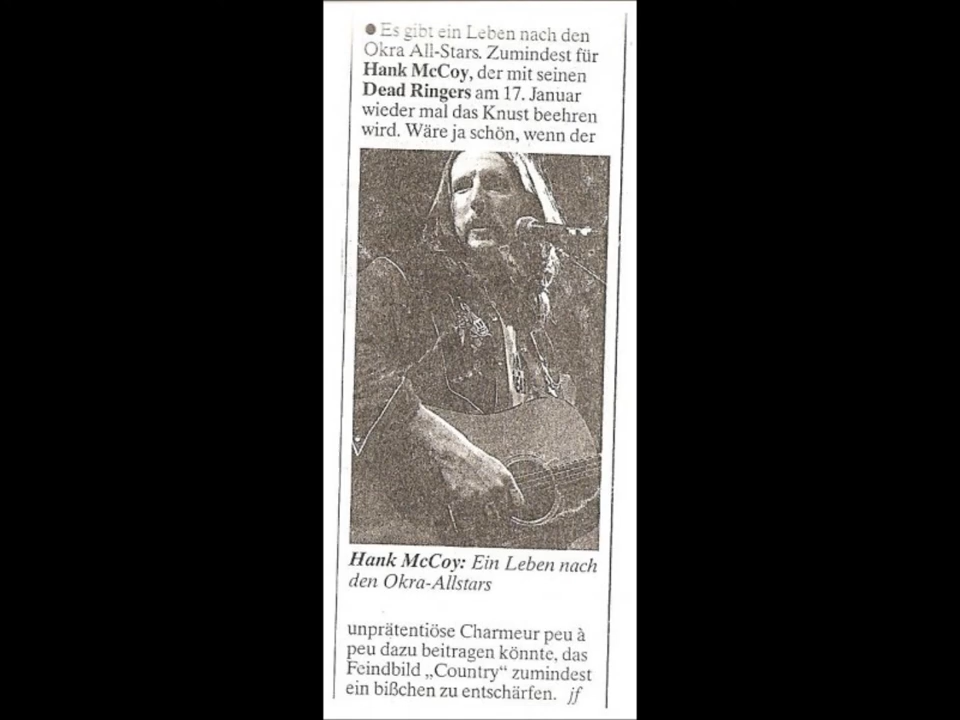 ● Es gibt ein Leben nach den
Okra All-Stars. Zumindest für
Hank McCoy, der mit seinen
Dead Ringers am 17. Januar
wieder mal das Knust beehren
wird. Wäre ja schön, wenn der
Hank McCoy: Ein Leben nach
den Okra-Allstars
unprätentiöse Charmeur peu à
peu dazu beitragen könnte, das
Feindbild „Country“ zumindest
ein bißchen zu entschärfen. jf